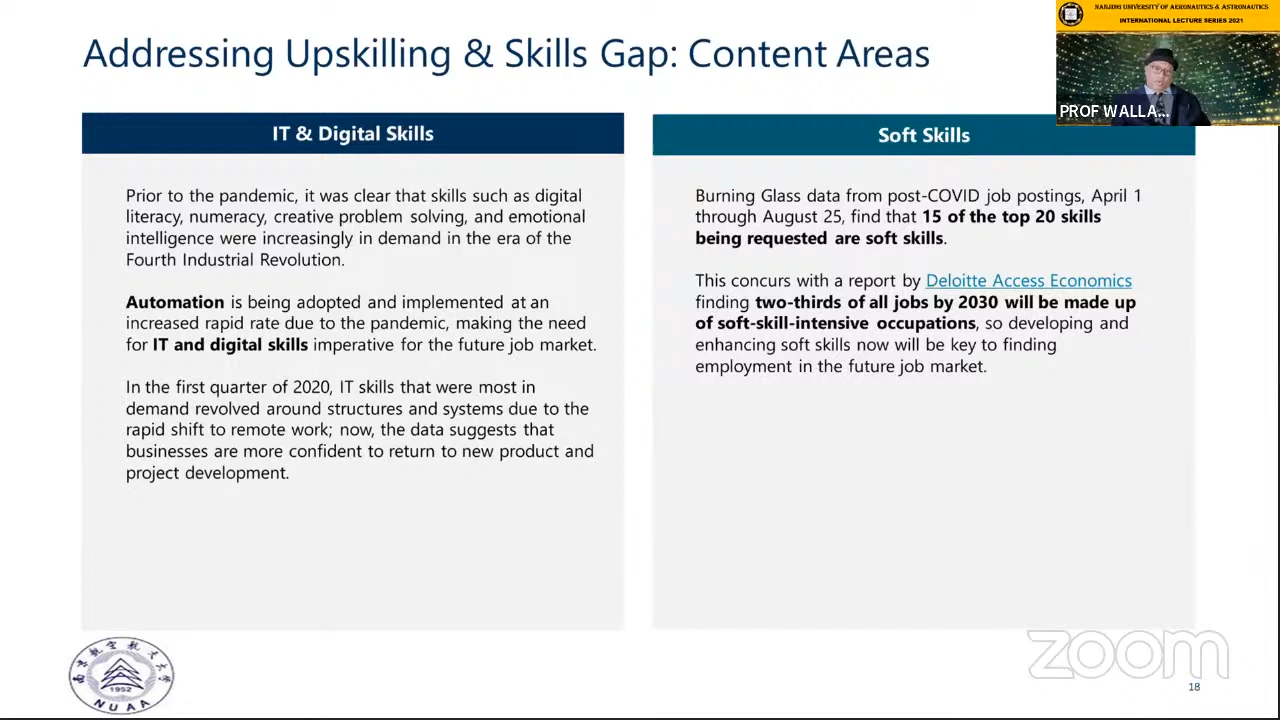 Addressing Upskilling & Skills Gap: Content Areas
NANJING UNIVERSITY OF AERONAUTICS & ASTRONAUTICS
INTERNATIONAL LECTURE SERIES 2021
PROF WALLA...
IT & Digital Skills
Prior to the pandemic, it was clear that skills such as digital
literacy, numeracy, creative problem solving, and emotional
intelligence were increasingly in demand in the era of the
Fourth Industrial Revolution.
Automation is being adopted and implemented at an
increased rapid rate due to the pandemic, making the need
for IT and digital skills imperative for the future job market.
In the first quarter of 2020, IT skills that were most in
demand revolved around structures and systems due to the
rapid shift to remote work; now, the data suggests that
businesses are more confident to return to new product and
project development.
Soft Skills
Burning Glass data from post-COVID job postings, April 1
through August 25, find that 15 of the top 20 skills
being requested are soft skills.
This concurs with a report by Deloitte Access Economics
finding two-thirds of all jobs by 2030 will be made up
of soft-skill-intensive occupations, so developing and
enhancing soft skills now will be key to finding
employment in the future job market.
南京航空航天大学
1952
NUAA
zoom
18